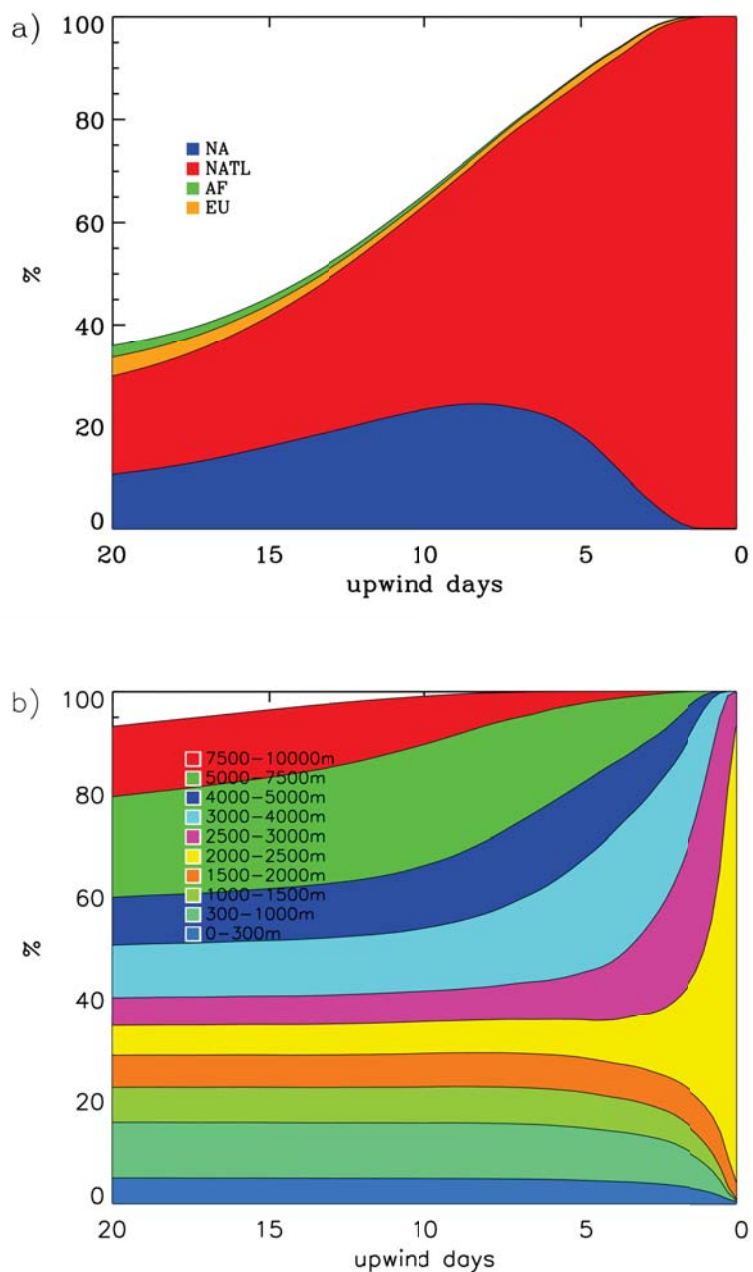 a)
100
80
60
40
20
0
%
NA
NATL
AF
EU
20 15 10 5 0
upwind days
b)
100
80
60
40
20
0
%
7500-10000m
5000-7500m
4000-5000m
3000-4000m
2500-3000m
2000-2500m
1500-2000m
1000-1500m
300-1000m
0-300m
20 15 10 5 0
upwind days